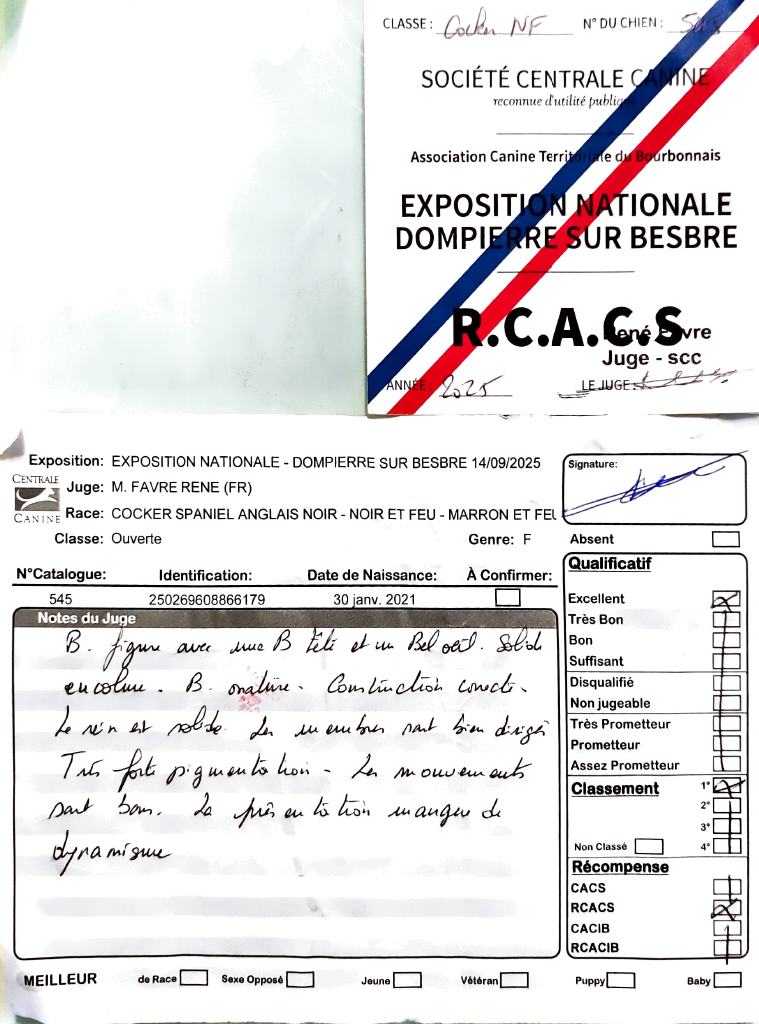 CLASSE : Cocker NF N° DU CHIEN : 545
SOCIÉTÉ CENTRALE CANINE
reconnue d'utilité publique
Association Canine Territoriale du Bourbonnais
EXPOSITION NATIONALE
DOMPIERRE SUR BESBRE
R.C.A.C.S
René Favre
Juge - scc
ANNÉE : 2025 LE JUGE :
Exposition: EXPOSITION NATIONALE - DOMPIERRE SUR BESBRE 14/09/2025
Signature:
CENTRALE
CANINE
Juge: M. FAVRE RENE (FR)
Race: COCKER SPANIEL ANGLAIS NOIR - NOIR ET FEU - MARRON ET FEU
Classe: Ouverte Genre: F
Absent
N°Catalogue: Identification: Date de Naissance: À Confirmer:
545 250269608866179 30 janv. 2021
Notes du Juge
B. figure avec une B tête et un Bel oeil. Solide
encolure. B. ossature. Construction correcte.
Le rein est solide. Les membres sont bien dirigés
Très forte pigmentation - Les mouvements
sont bons. La présentation manque de
dynamisme
Qualificatif
Excellent
Très Bon
Bon
Suffisant
Disqualifié
Non jugeable
Très Prometteur
Prometteur
Assez Prometteur
Classement 1°
2°
3°
Non Classé 4°
Récompense
CACS
RCACS
CACIB
RCACIB
MEILLEUR de Race Sexe Opposé Jeune Vétéran Puppy Baby